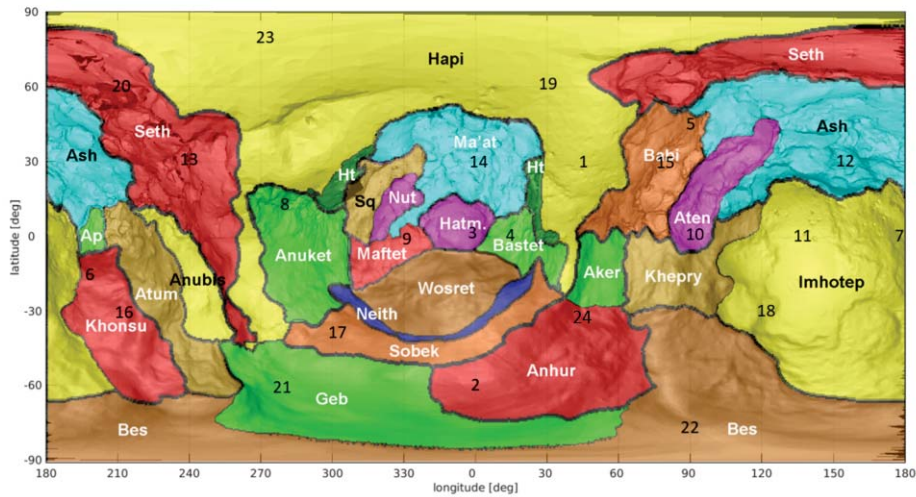 90
23
Hapi
Seth
60
20
19
Ash
Seth
Ma'at
5
Ash
latitude [deg]
30
13
Ht
14
Ht
1
Babi
15
12
8
Sq
Nut
Aten
0
Ap
9
Hatm.
3
4
10
11
7
Anuket
Maftet
Bastet
6
Anubis
Aker
Khepry
Imhotep
Atum
Wosret
-30
16
Khonsu
Neith
24
18
17
Sobek
Anhur
-60
21
2
Geb
Bes
22
Bes
-90
180 210 240 270 300 330 0 30 60 90 120 150 180
longitude [deg]